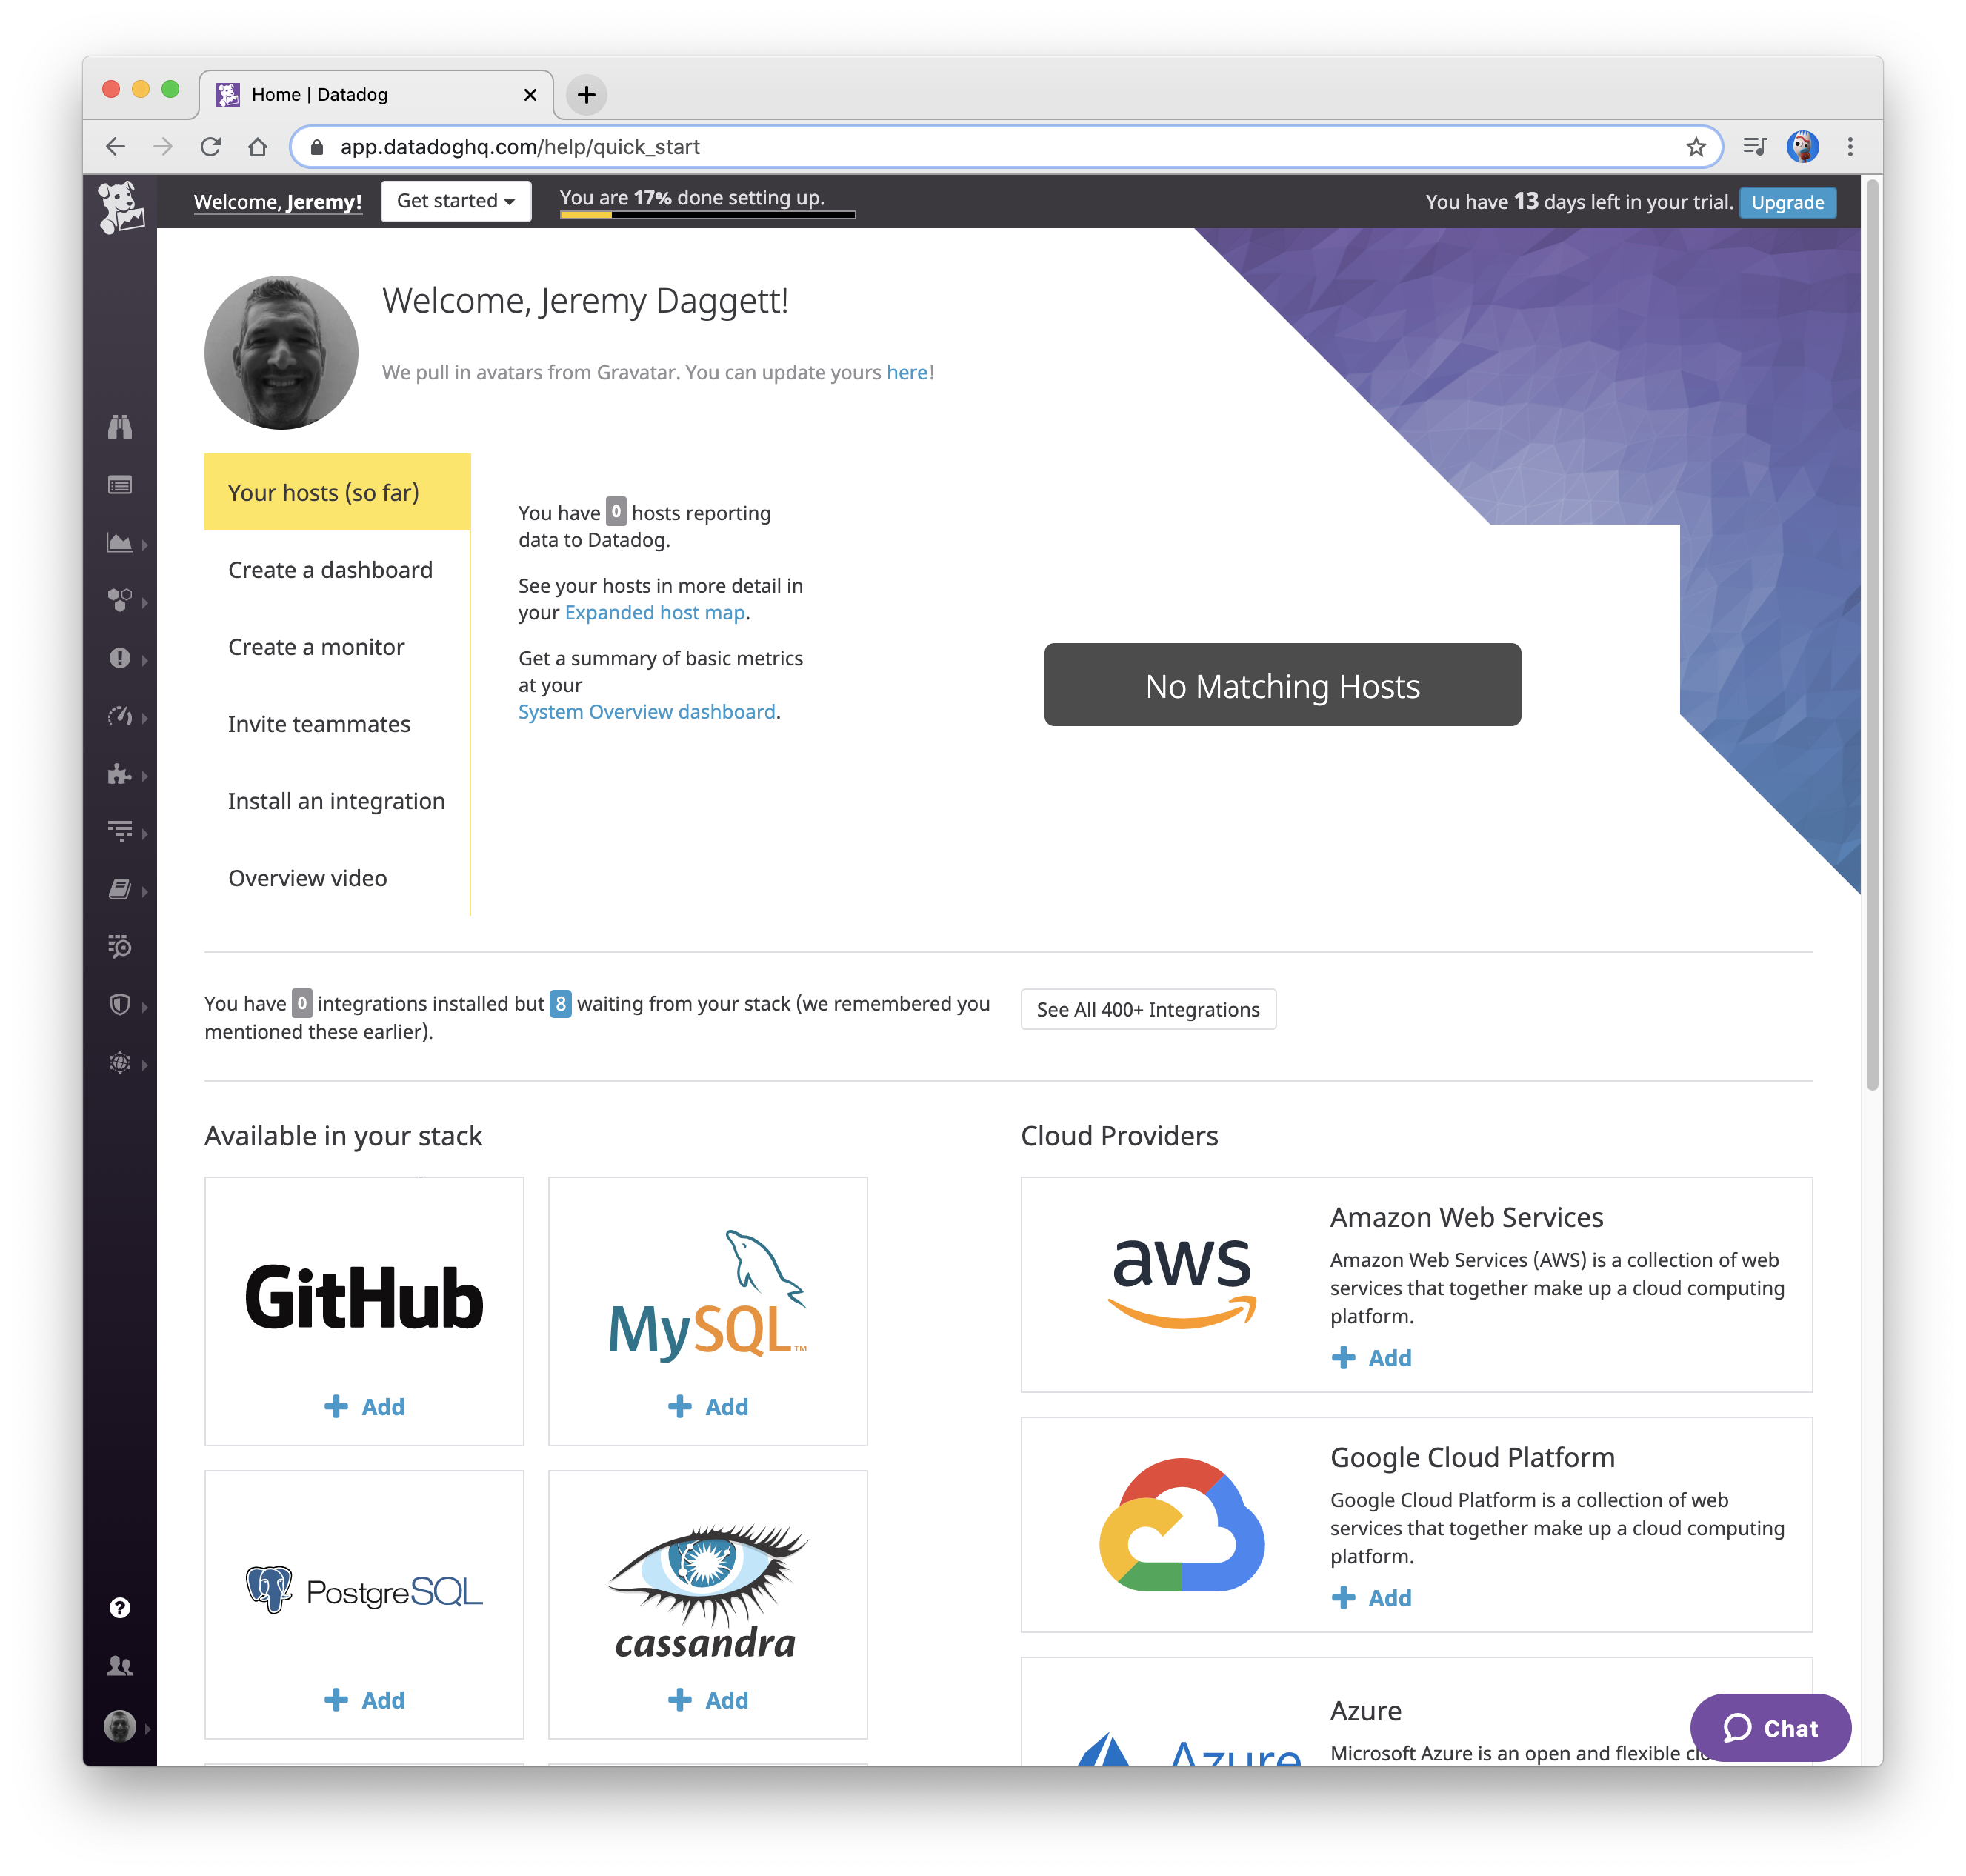 Home | Datadog
app.datadoghq.com/help/quick_start
Welcome, Jeremy!
Get started
You are 17% done setting up.
You have 13 days left in your trial.
Upgrade
Welcome, Jeremy Daggett!
We pull in avatars from Gravatar. You can update yours here!
Your hosts (so far)
Create a dashboard
Create a monitor
Invite teammates
Install an integration
Overview video
You have 0 hosts reporting
data to Datadog.
See your hosts in more detail in
your Expanded host map.
Get a summary of basic metrics
at your
System Overview dashboard.
No Matching Hosts
You have 0 integrations installed but 8 waiting from your stack (we remembered you
mentioned these earlier).
See All 400+ Integrations
Available in your stack
GitHub
Add
MySQL™
Add
PostgreSQL
Add
cassandra
Add
Cloud Providers
aws
Amazon Web Services
Amazon Web Services (AWS) is a collection of web
services that together make up a cloud computing
platform.
Add
Google Cloud Platform
Google Cloud Platform is a collection of web
services that together make up a cloud computing
platform.
Add
Azure
Azure
Microsoft Azure is an open and flexible
Chat